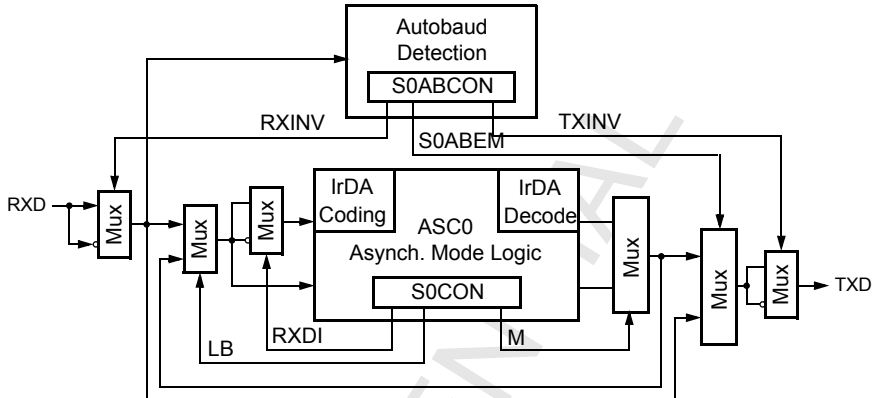 Autobaud
Detection
S0ABCON
RXINV
S0ABEM
TXINV
RXD
Mux
Mux
Mux
IrDA
Coding
IrDA
Decode
ASC0
Asynch. Mode Logic
S0CON
Mux
Mux
Mux
TXD
LB
RXDI
M